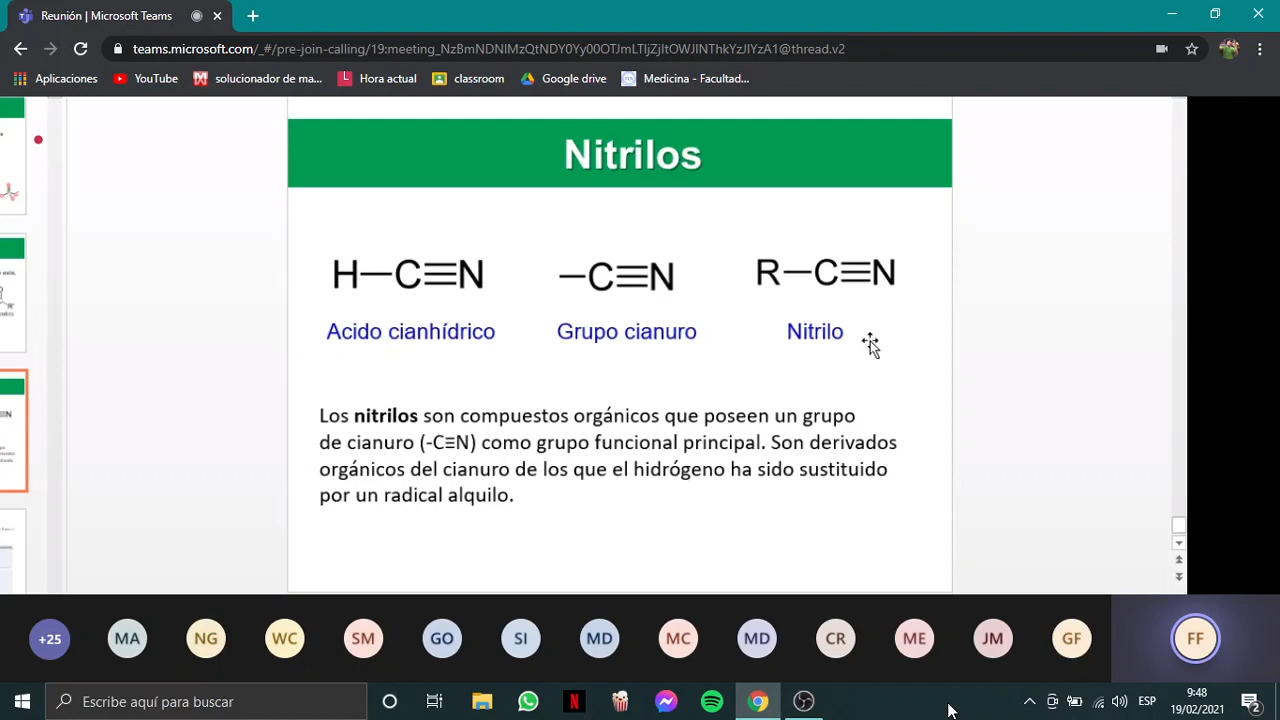 Reunión | Microsoft Teams
teams.microsoft.com/_#/pre-join-calling/19:meeting_NzBmNDNIMzQtNDY0Yy00OTJmLTljZjltOWJlNThkYzJlYzA1@thread.v2
Aplicaciones YouTube solucionador de ma... Hora actual classroom Google drive Medicina - Facultad...
Nitrilos
H—C≡N –C≡N R—C≡N
Acido cianhídrico Grupo cianuro Nitrilo
Los nitrilos son compuestos orgánicos que poseen un grupo
de cianuro (-C≡N) como grupo funcional principal. Son derivados
orgánicos del cianuro de los que el hidrógeno ha sido sustituido
por un radical alquilo.
+25 MA NG WC SM GO SI MD MC MD CR ME JM GF FF
Escribe aquí para buscar
ESP
9:48
19/02/2021
2